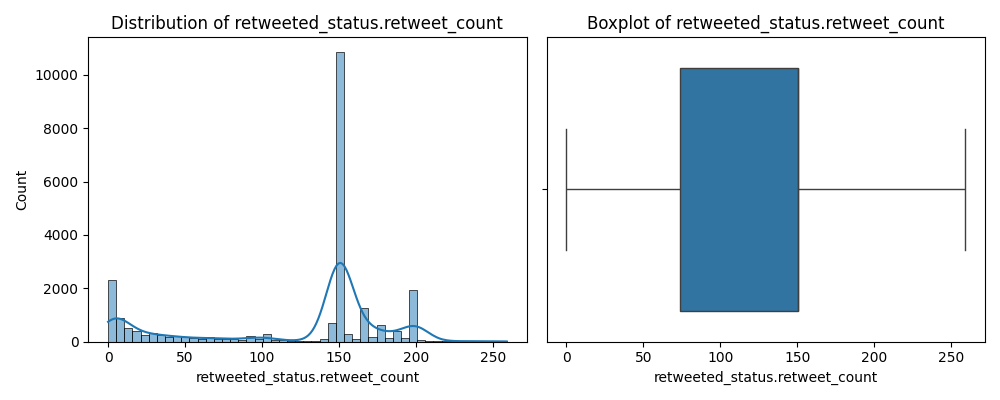 Distribution of retweeted_status.retweet_count
Count
10000
8000
6000
4000
2000
0
0 50 100 150 200 250
retweeted_status.retweet_count
Boxplot of retweeted_status.retweet_count
0 50 100 150 200 250
retweeted_status.retweet_count